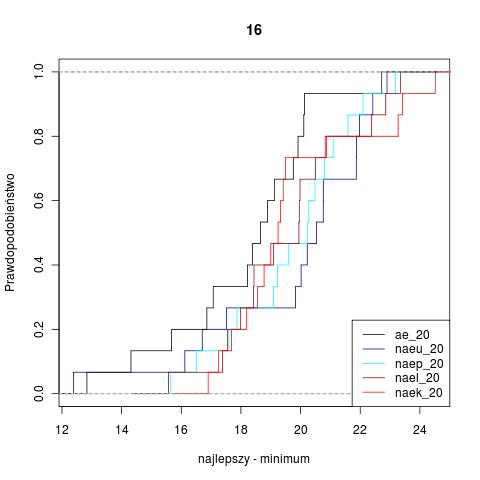 16
Prawdopodobieństwo
1.0
0.8
0.6
0.4
0.2
0.0
12 14 16 18 20 22 24
najlepszy - minimum
ae_20
naeu_20
naep_20
nael_20
naek_20